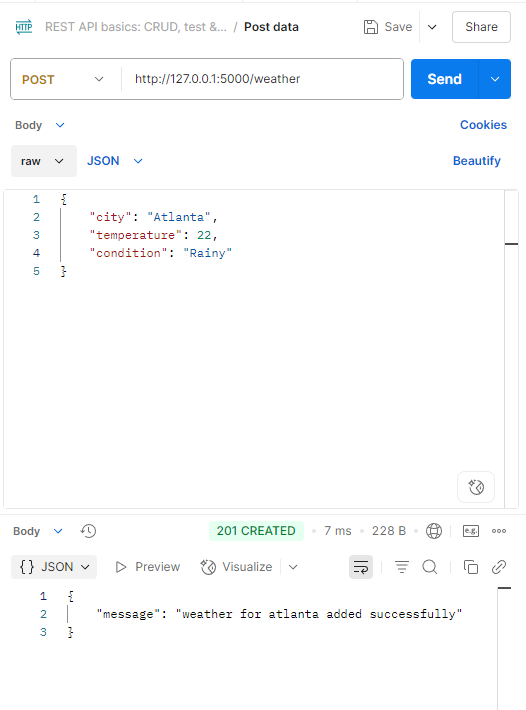 HTTP REST API basics: CRUD, test &... / Post data Save Share
POST http://127.0.0.1:5000/weather Send
Body Cookies
raw JSON Beautify
1 {
2 "city": "Atlanta",
3 "temperature": 22,
4 "condition": "Rainy"
5 }
Body 201 CREATED • 7 ms • 228 B • e.g.
{} JSON Preview Visualize
1 {
2 "message": "weather for atlanta added successfully"
3 }